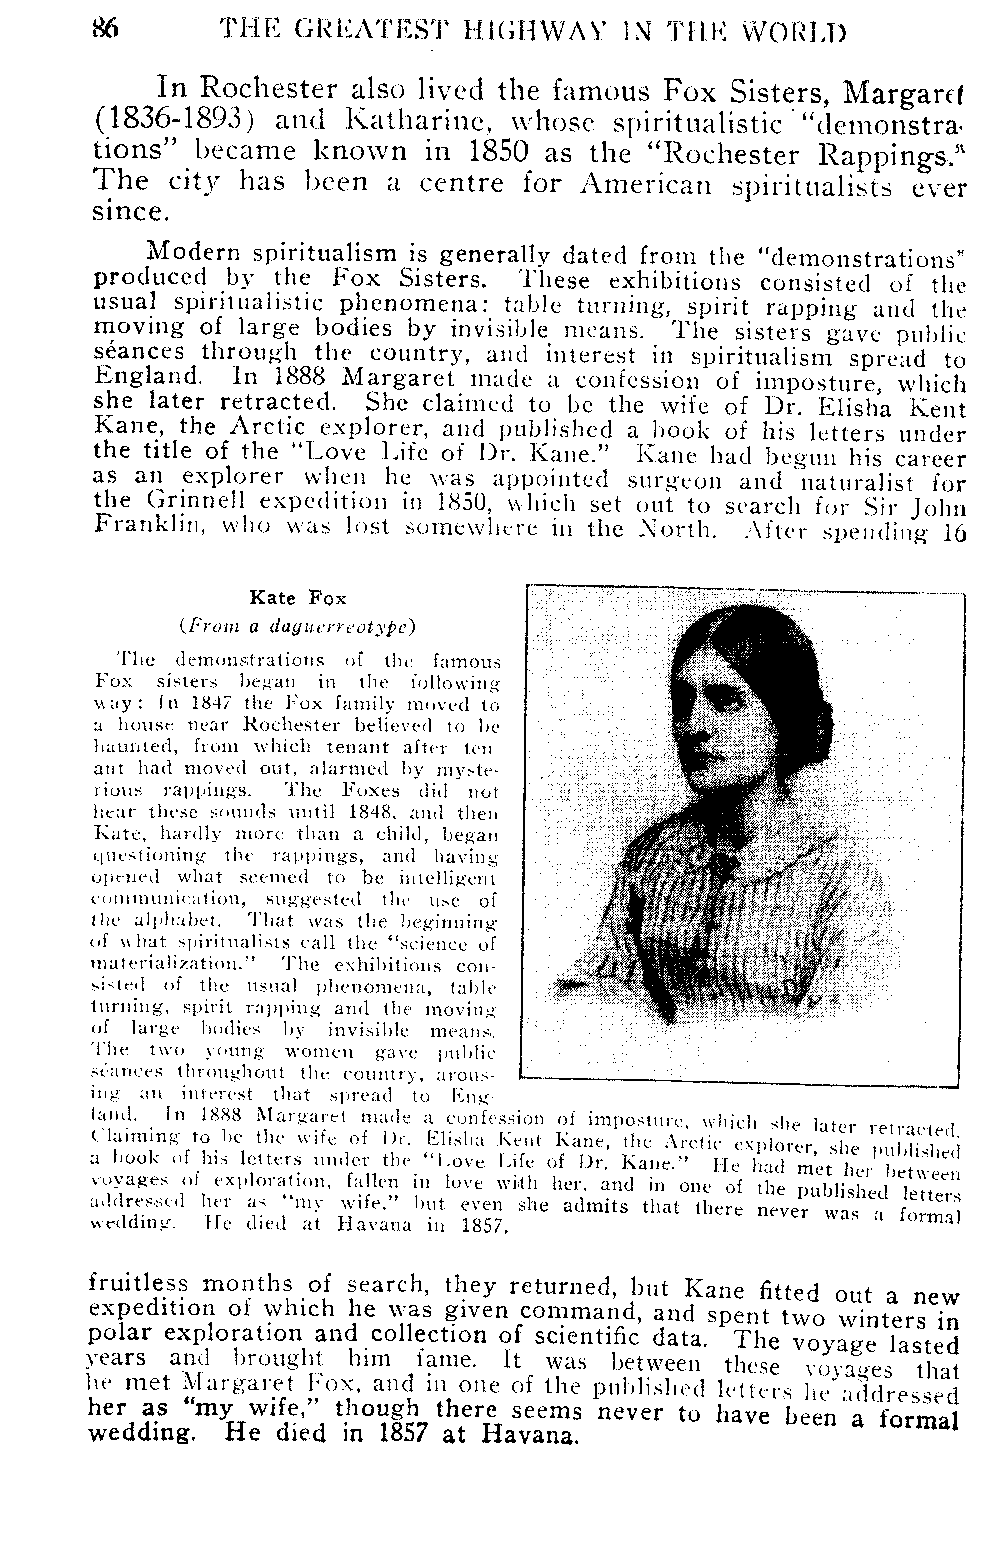 86 THE GREATEST HIGHWAY IN THE WORLD
In Rochester also lived the famous Fox Sisters, Margaret
(1836-1893) and Katharine, whose spiritualistic "demonstra-
tions" became known in 1850 as the "Rochester Rappings."
The city has been a centre for American spiritualists ever
since.
Modern spiritualism is generally dated from the "demonstrations"
produced by the Fox Sisters. These exhibitions consisted of the
usual spiritualistic phenomena: table turning, spirit rapping and the
moving of large bodies by invisible means. The sisters gave public
séances through the country, and interest in spiritualism spread to
England. In 1888 Margaret made a confession of imposture, which
she later retracted. She claimed to be the wife of Dr. Elisha Kent
Kane, the Arctic explorer, and published a book of his letters under
the title of the "Love Life of Dr. Kane." Kane had begun his career
as an explorer when he was appointed surgeon and naturalist for
the Grinnell expedition in 1850, which set out to search for Sir John
Franklin, who was lost somewhere in the North. After spending 16
Kate Fox
(From a daguerreotype)
The demonstrations of the famous
Fox sisters began in the following
way: In 1847 the Fox family moved to
a house near Rochester believed to be
haunted, from which tenant after ten
ant had moved out, alarmed by myste-
rious rappings. The Foxes did not
hear these sounds until 1848, and then
Kate, hardly more than a child, began
questioning the rappings, and having
opened what seemed to be intelligent
communication, suggested the use of
the alphabet. That was the beginning
of what spiritualists call the "science of
materialization." The exhibitions con-
sisted of the usual phenomena, table
turning, spirit rapping and the moving
of large bodies by invisible means.
The two young women gave public
séances throughout the country, arous-
ing an interest that spread to Eng-
land. In 1888 Margaret made a confession of imposture, which she later retracted.
Claiming to be the wife of Dr. Elisha Kent Kane, the Arctic explorer, she published
a book of his letters under the "Love Life of Dr. Kane." He had met her between
voyages of exploration, fallen in love with her, and in one of the published letters
addressed her as "my wife," but even she admits that there never was a formal
wedding. He died at Havana in 1857.
fruitless months of search, they returned, but Kane fitted out a new
expedition of which he was given command, and spent two winters in
polar exploration and collection of scientific data. The voyage lasted
years and brought him fame. It was between these voyages that
he met Margaret Fox, and in one of the published letters he addressed
her as "my wife," though there seems never to have been a formal
wedding. He died in 1857 at Havana.